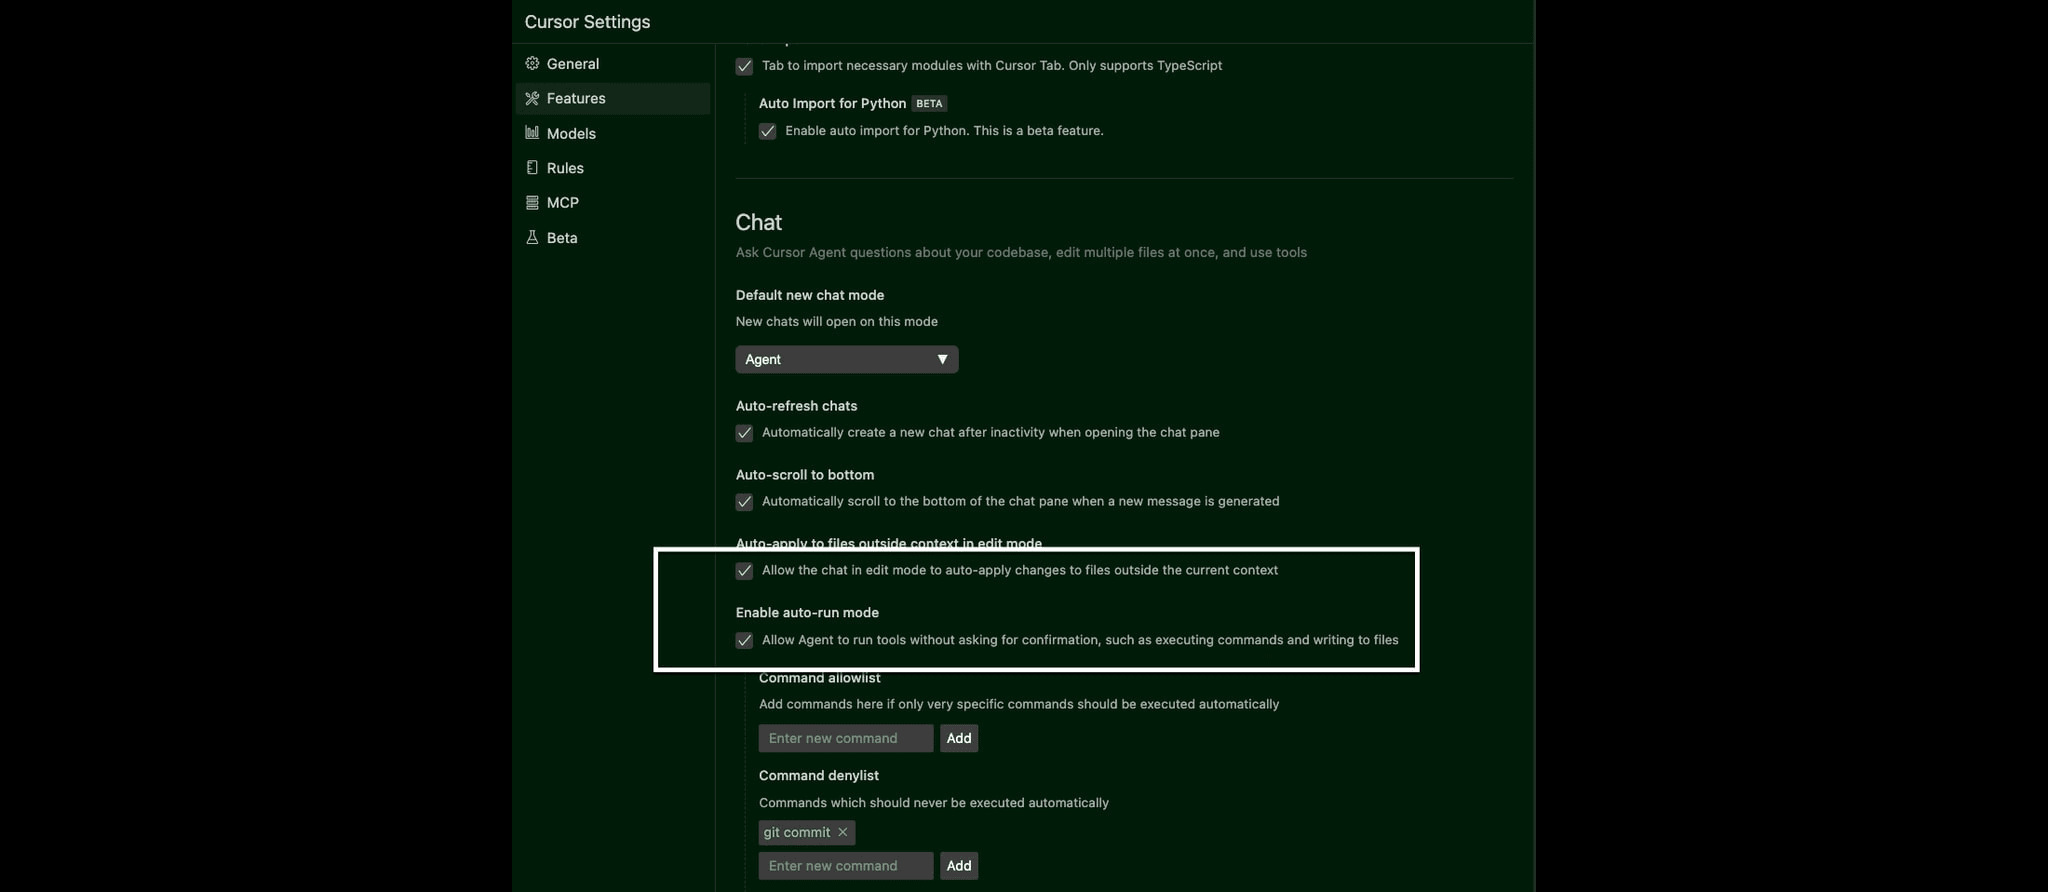 Cursor Settings
General
Features
Models
Rules
MCP
Beta
Tab to import necessary modules with Cursor Tab. Only supports TypeScript
Auto Import for Python BETA
Enable auto import for Python. This is a beta feature.
Chat
Ask Cursor Agent questions about your codebase, edit multiple files at once, and use tools
Default new chat mode
New chats will open on this mode
Agent
Auto-refresh chats
Automatically create a new chat after inactivity when opening the chat pane
Auto-scroll to bottom
Automatically scroll to the bottom of the chat pane when a new message is generated
Auto-apply to files outside context in edit mode
Allow the chat in edit mode to auto-apply changes to files outside the current context
Enable auto-run mode
Allow Agent to run tools without asking for confirmation, such as executing commands and writing to files
Command allowlist
Add commands here if only very specific commands should be executed automatically
Enter new command Add
Command denylist
Commands which should never be executed automatically
git commit ×
Enter new command Add